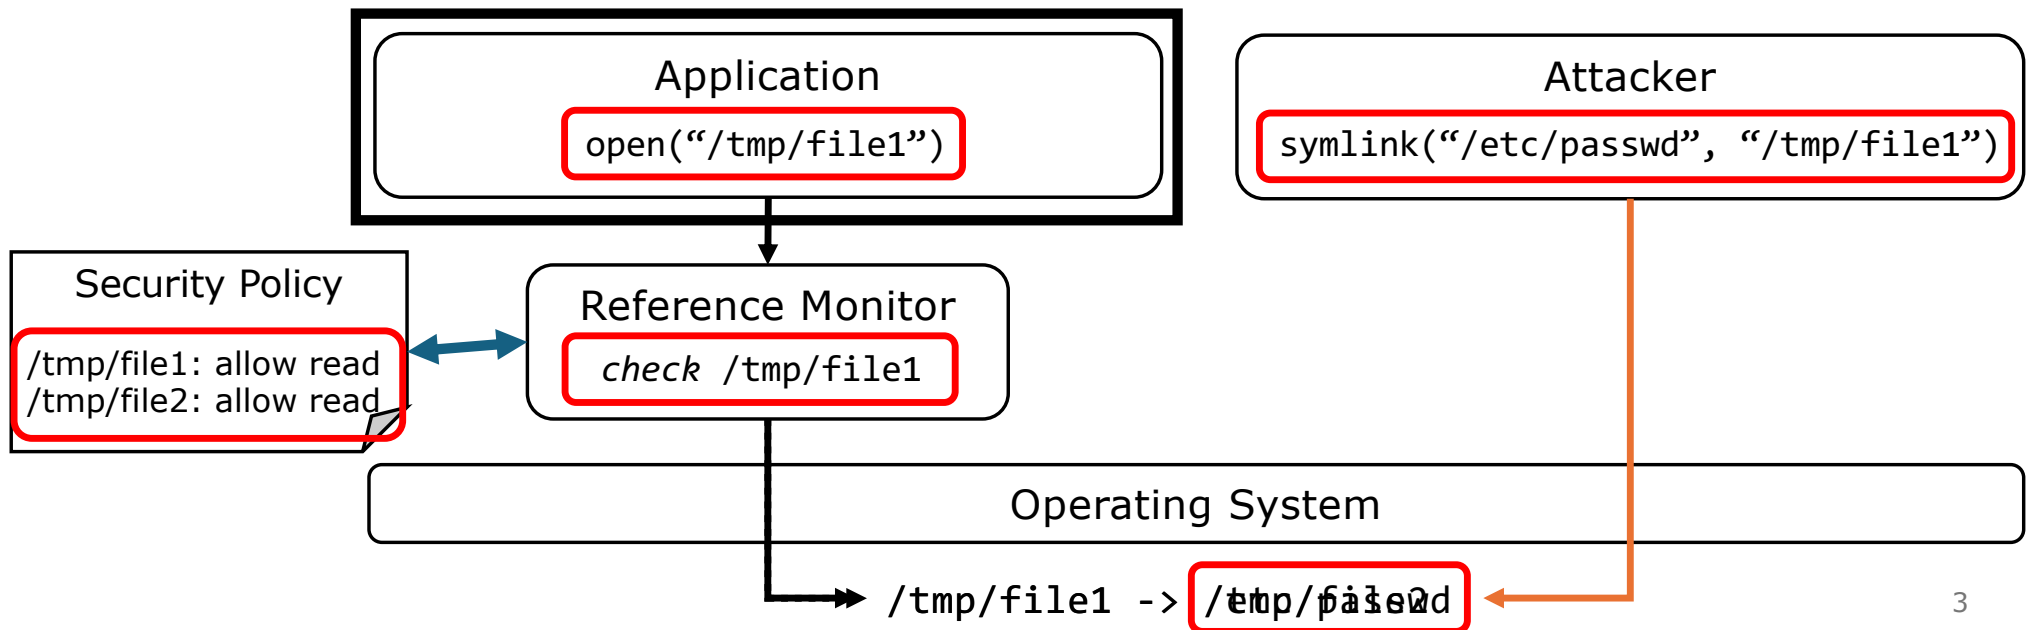 Application
open(“/tmp/file1”)
Attacker
symlink(“/etc/passwd”, “/tmp/file1”)
Security Policy
/tmp/file1: allow read
/tmp/file2: allow read
Reference Monitor
check /tmp/file1
Operating System
/tmp/file1 ->
3